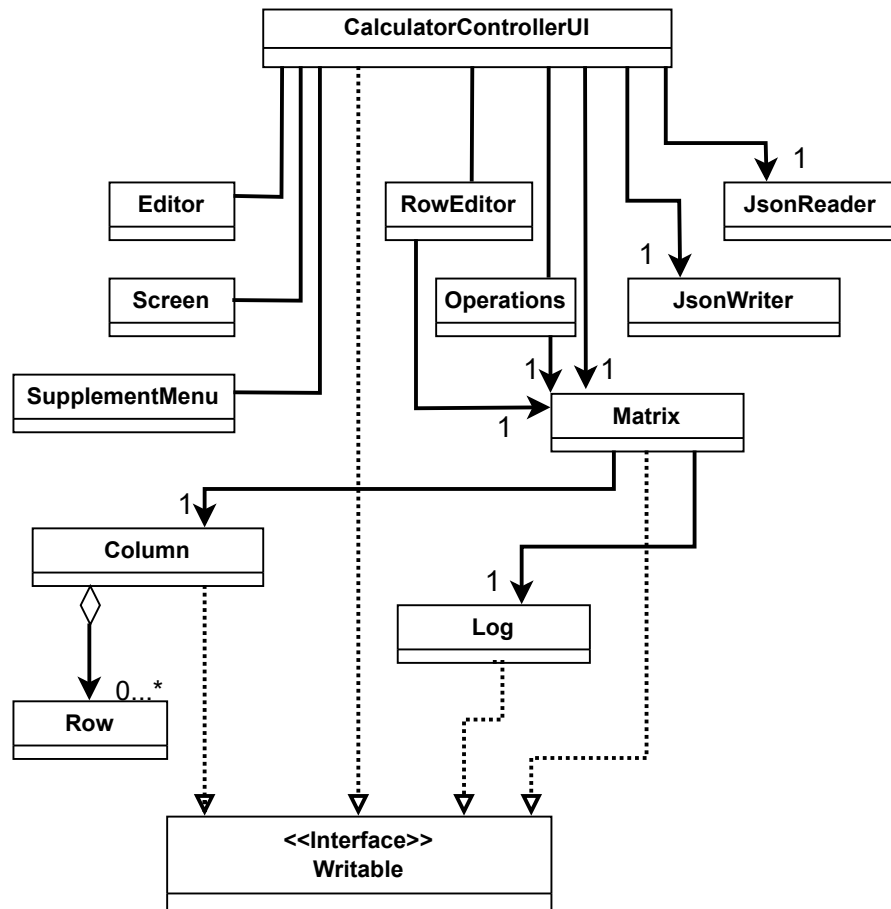 CalculatorControllerUI
1
Editor
RowEditor
JsonReader
1
Screen
Operations
JsonWriter
1
1
SupplementMenu
1
Matrix
1
Column
1
Log
0...*
Row
<<Interface>>
Writable